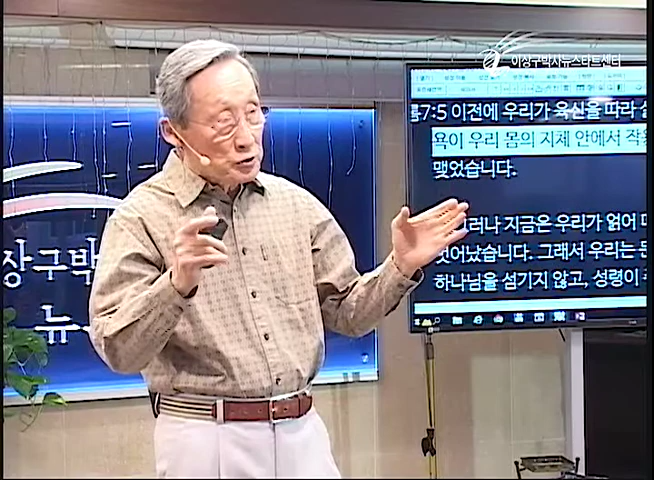 이상구박사뉴스타트센터
롬7:5 이전에 우리가 육신을 따라
욕이 우리 몸의 지체 안에서 작
맺었습니다.
그러나 지금은 우리가 얽어
벗어났습니다. 그래서 우리는
하나님을 섬기지 않고, 성령이
상구박
뉴